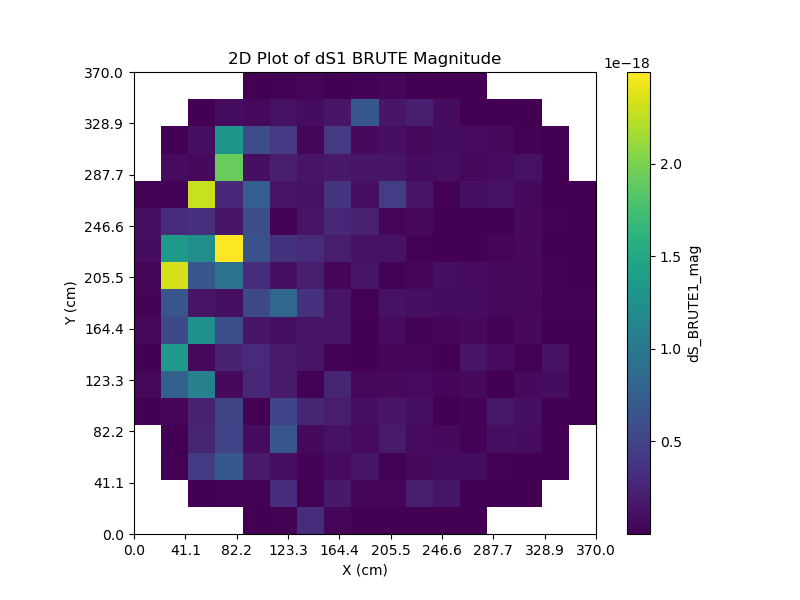 2D Plot of dS1 BRUTE Magnitude
1e−18
370.0
328.9
287.7
246.6
205.5
164.4
123.3
82.2
41.1
0.0
Y (cm)
0.0 41.1 82.2 123.3 164.4 205.5 246.6 287.7 328.9 370.0
X (cm)
2.0
1.5
1.0
0.5
dS_BRUTE1_mag